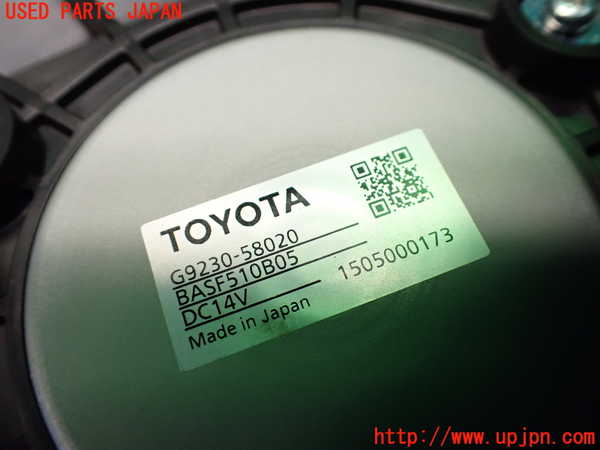 USED PARTS JAPAN
TOYOTA
G9230-58020
BASF510B05
DC14V
1505000173
Made in Japan
http://www.upjpn.com/